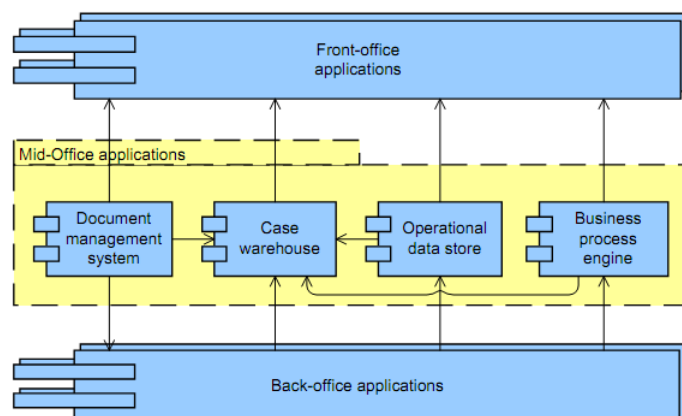 Front-office
applications
Mid-Office applications
Document
management
system
Case
warehouse
Operational
data store
Business
process
engine
Back-office applications